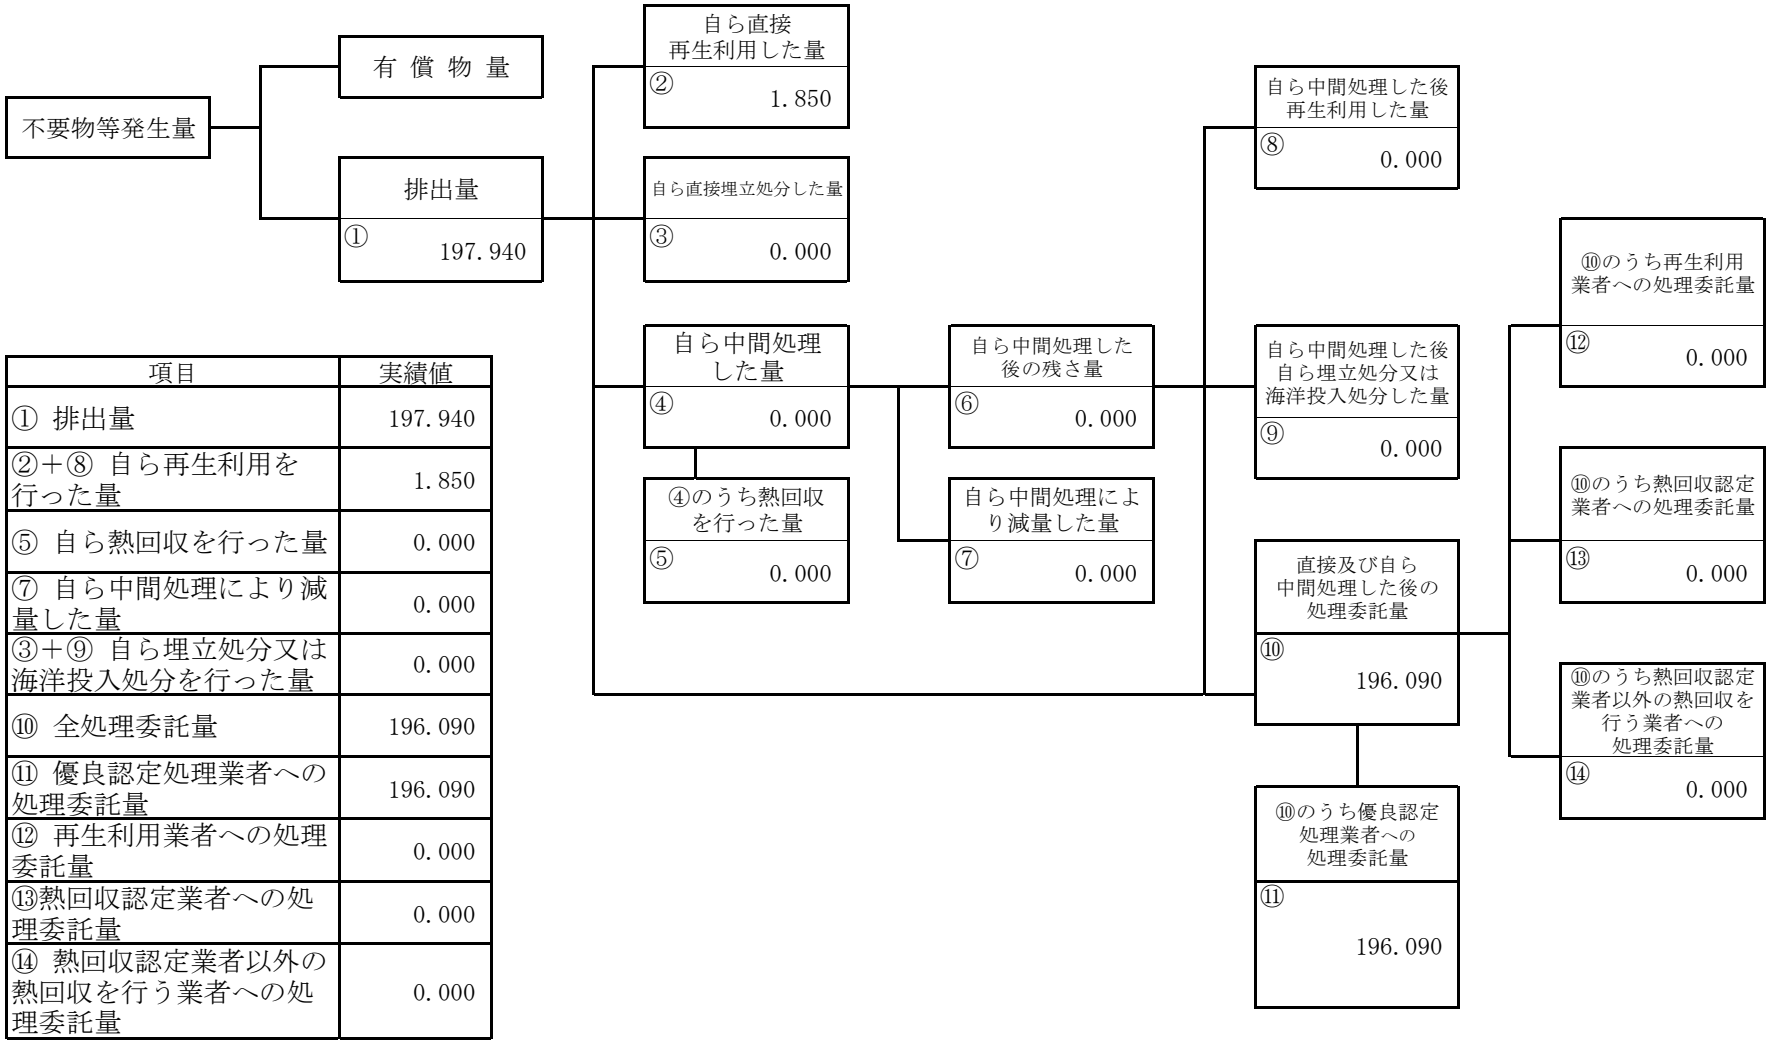 自ら直接
再生利用した量
② 1.850
有 償 物 量
不要物等発生量
排出量
① 197.940
自ら直接埋立処分した量
③ 0.000
自ら中間処理した後
再生利用した量
⑧ 0.000
⑩のうち再生利用
業者への処理委託量
⑫ 0.000
自ら中間処理
した量
④ 0.000
自ら中間処理した
後の残さ量
⑥ 0.000
自ら中間処理した後
自ら埋立処分又は
海洋投入処分した量
⑨ 0.000
④のうち熱回収
を行った量
⑤ 0.000
自ら中間処理によ
り減量した量
⑦ 0.000
⑩のうち熱回収認定
業者への処理委託量
⑬ 0.000
直接及び自ら
中間処理した後の
処理委託量
⑩ 196.090
⑩のうち熱回収認定
業者以外の熱回収を
行う業者への
処理委託量
⑭ 0.000
⑩のうち優良認定
処理業者への
処理委託量
⑪ 196.090
項目 実績値
① 排出量 197.940
②+⑧ 自ら再生利用を
行った量 1.850
⑤ 自ら熱回収を行った量 0.000
⑦ 自ら中間処理により減
量した量 0.000
③+⑨ 自ら埋立処分又は
海洋投入処分を行った量 0.000
⑩ 全処理委託量 196.090
⑪ 優良認定処理業者への
処理委託量 196.090
⑫ 再生利用業者への処理
委託量 0.000
⑬熱回収認定業者への処
理委託量 0.000
⑭ 熱回収認定業者以外の
熱回収を行う業者への処
理委託量 0.000